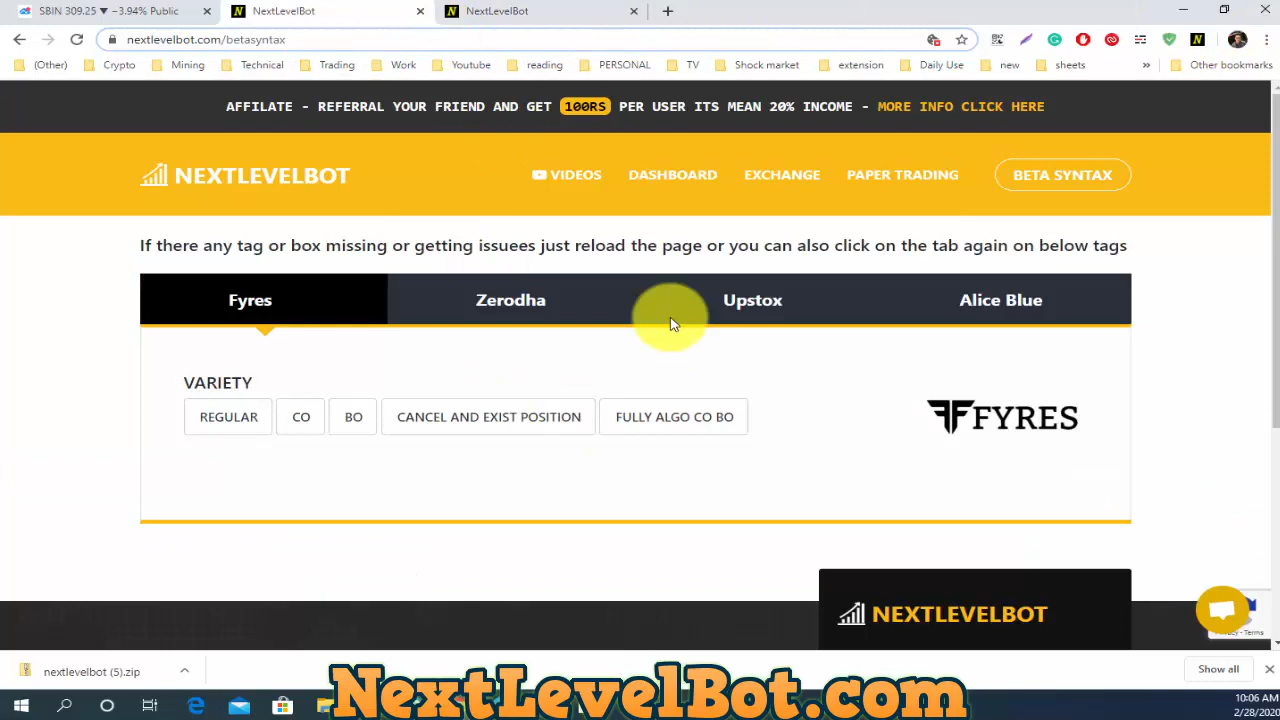 SBIN 309.25 ▼ −3.94% Public
NextLevelBot
NextLevelBot
nextlevelbot.com/betasyntax
(Other)
Crypto
Mining
Technical
Trading
Work
Youtube
reading
PERSONAL
TV
Shock market
extension
Daily Use
new
sheets
Other bookmarks
AFFILIATE - REFERRAL YOUR FRIEND AND GET 100RS PER USER ITS MEAN 20% INCOME - MORE INFO CLICK HERE
NEXTLEVELBOT
VIDEOS
DASHBOARD
EXCHANGE
PAPER TRADING
BETA SYNTAX
If there any tag or box missing or getting issuees just reload the page or you can also click on the tab again on below tags
Fyres
Zerodha
Upstox
Alice Blue
VARIETY
REGULAR
CO
BO
CANCEL AND EXIST POSITION
FULLY ALGO CO BO
FYRES
NEXTLEVELBOT
Privacy - Terms
nextlevelbot (5).zip
Show all
NextLevelBot.com
10:06 AM
2/28/2020